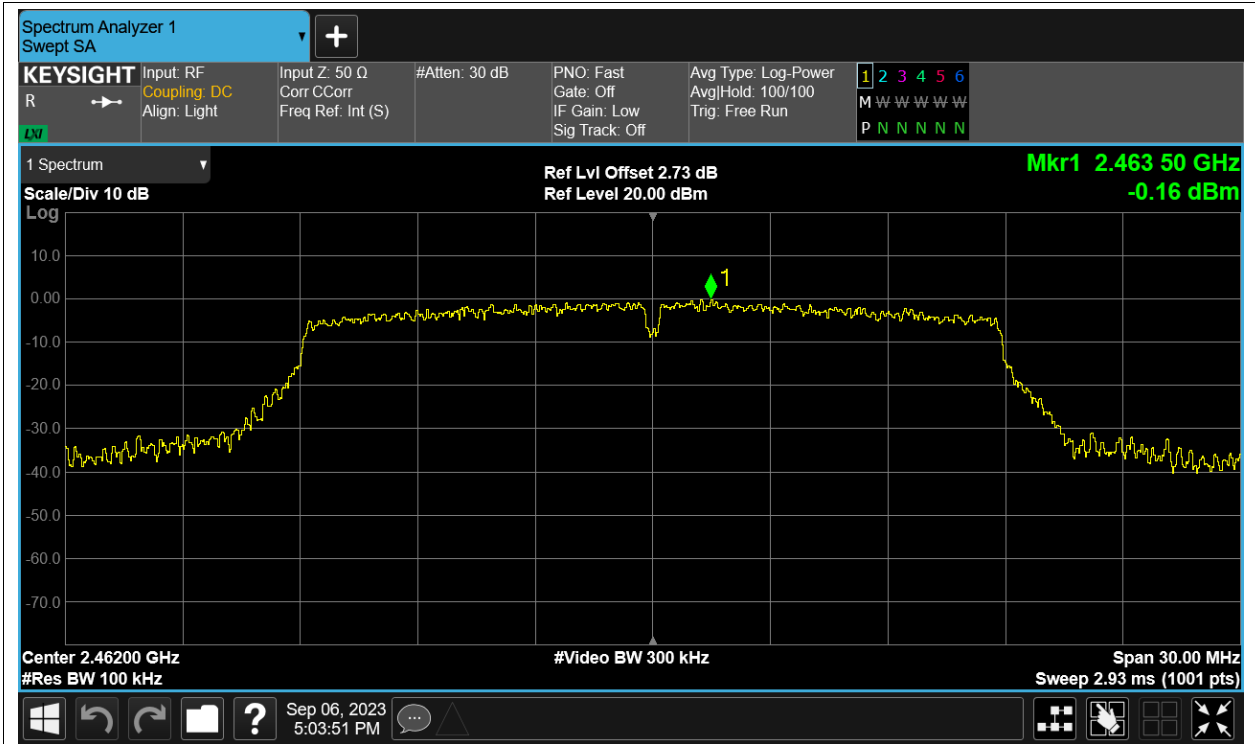 Spectrum Analyzer 1
Swept SA
KEYSIGHT
R
LXI
Input: RF
Coupling: DC
Align: Light
Input Z: 50 Ω
Corr CCorr
Freq Ref: Int (S)
#Atten: 30 dB
PNO: Fast
Gate: Off
IF Gain: Low
Sig Track: Off
Avg Type: Log-Power
Avg|Hold: 100/100
Trig: Free Run
1 2 3 4 5 6
M W W W W W
P N N N N N
1 Spectrum
Scale/Div 10 dB
Ref Lvl Offset 2.73 dB
Ref Level 20.00 dBm
Mkr1 2.463 50 GHz
-0.16 dBm
Log
10.0
0.00
-10.0
-20.0
-30.0
-40.0
-50.0
-60.0
-70.0
1
Center 2.46200 GHz
#Res BW 100 kHz
#Video BW 300 kHz
Span 30.00 MHz
Sweep 2.93 ms (1001 pts)
?
Sep 06, 2023
5:03:51 PM